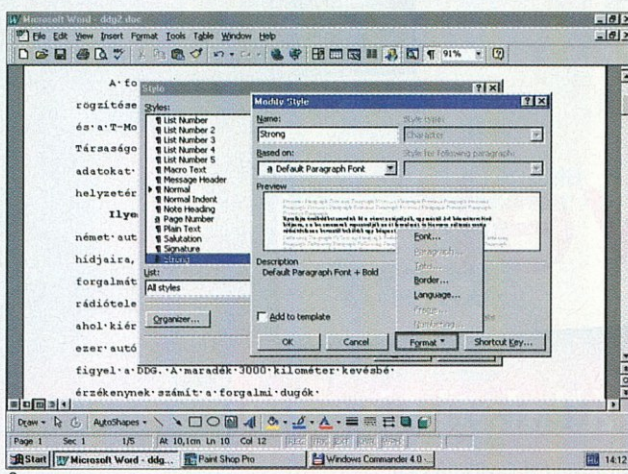 Microsoft Word - ddg2.doc
File Edit View Insert Format Tools Table Window Help
91%
A·fo
rögzítése
és·a·T-Mo
Társaságo
adatokat·
helyzetér
Ilye
német·aut
hídjaira,
forgalmát
rádiótele
ahol·kiér
ezer·autó
figyel·a·DDG.·A·maradék·3000·kilométer·kevésbé·
érzékenynek·számít·a·forgalmi·dugók·
Style
Styles:
List Number
List Number 2
List Number 3
List Number 4
List Number 5
Macro Text
Message Header
Normal
Normal Indent
Note Heading
a Page Number
Plain Text
Salutation
Signature
Strong
List:
All styles
Organizer...
Modify Style
Name:
Style type:
Strong
Character
Based on:
Style for following paragraph:
a Default Paragraph Font
Preview
Description
Default Paragraph Font + Bold
Font...
Paragraph...
Tabs...
Border...
Language...
Frame...
Numbering...
Add to template
OK Cancel Format Shortcut Key...
Draw AutoShapes
Page 1 Sec 1 1/5 At 10,1cm Ln 10 Col 12 REC TRK EXT OVR WPH
Start Microsoft Word - ddg... Paint Shop Pro Windows Commander 4.0 -... 14:12